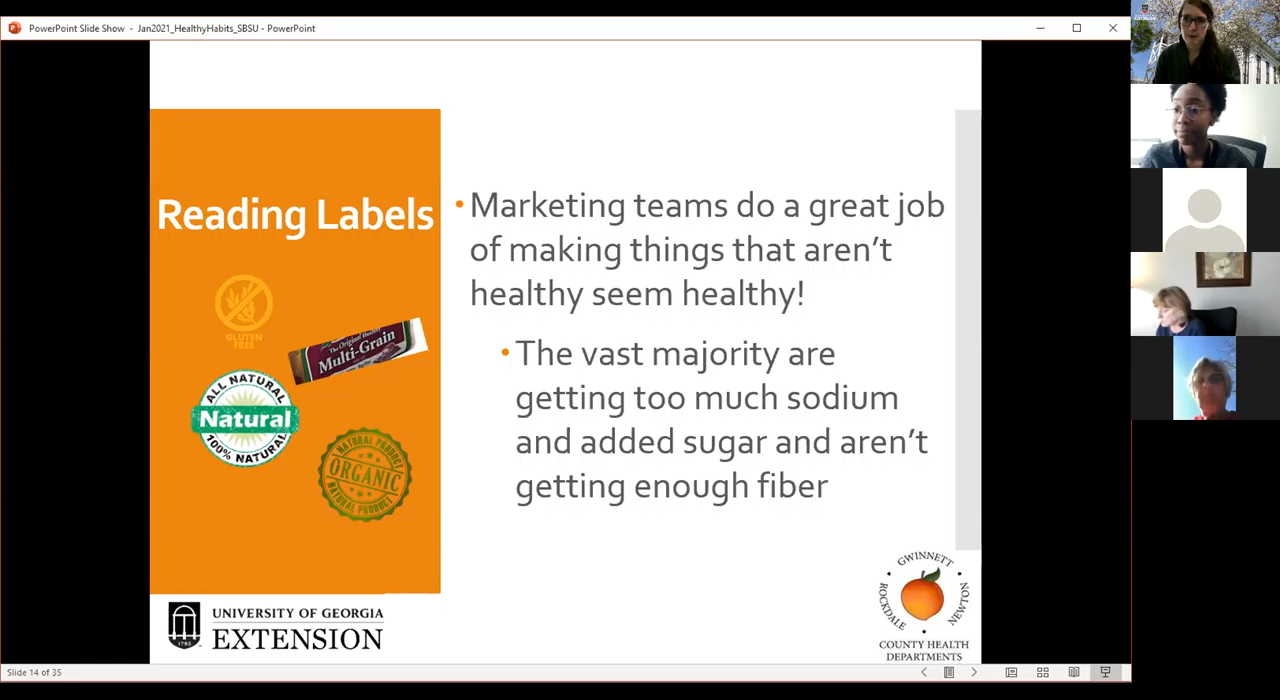 PowerPoint Slide Show - Jan2021_HealthyHabits_SBSU - PowerPoint
Reading Labels
GLUTEN
FREE
The Original Healthy
Multi-Grain
ALL NATURAL
Natural
100% NATURAL
NATURAL PRODUCT
ORGANIC
NATURAL PRODUCT
• Marketing teams do a great job
of making things that aren't
healthy seem healthy!
• The vast majority are
getting too much sodium
and added sugar and aren't
getting enough fiber
1785
UNIVERSITY OF GEORGIA
EXTENSION
GWINNETT
ROCKDALE
NEWTON
COUNTY HEALTH
DEPARTMENTS
Slide 14 of 35